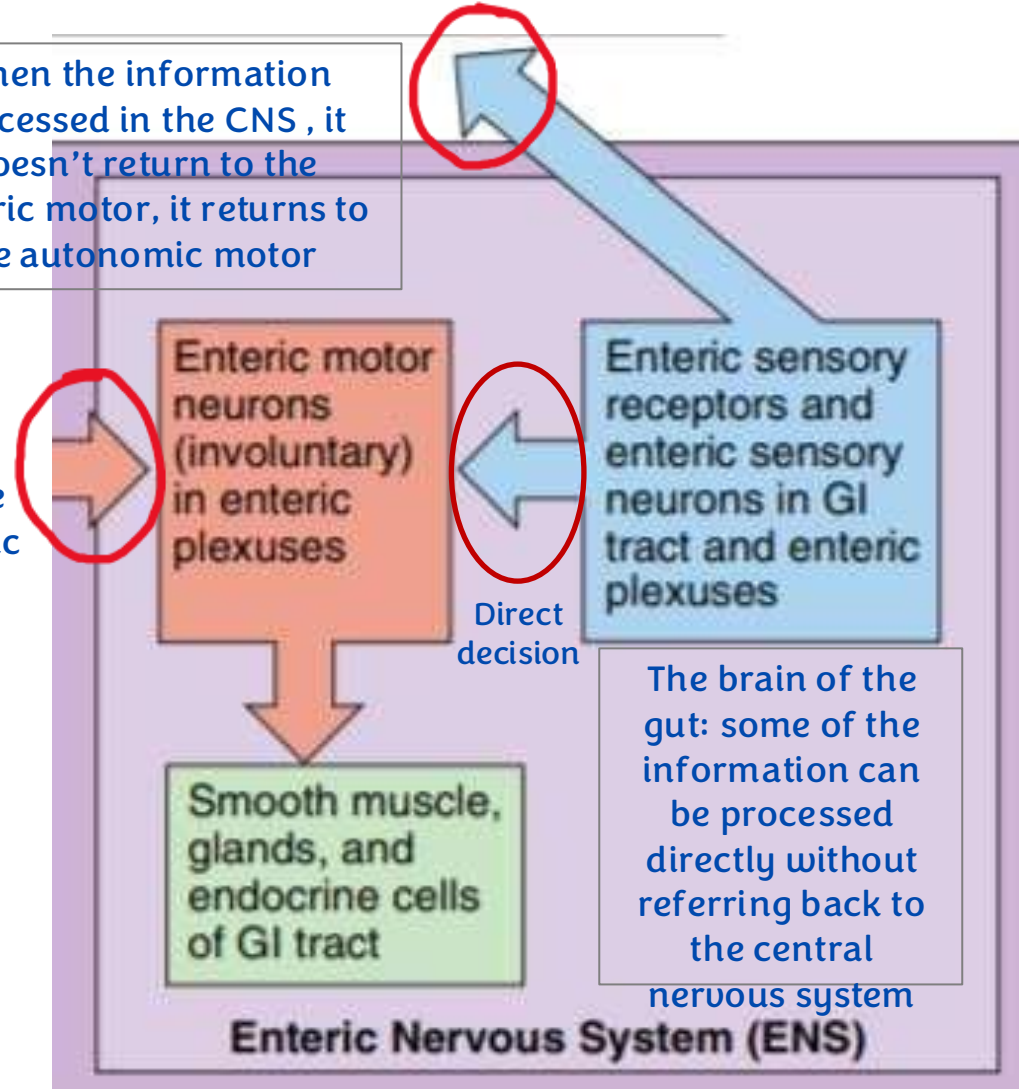 hen the information
cessed in the CNS , it
oesn't return to the
ric motor, it returns to
e autonomic motor
Enteric motor
neurons
(involuntary)
in enteric
plexuses
e
c
Direct
decision
Enteric sensory
receptors and
enteric sensory
neurons in GI
tract and enteric
plexuses
The brain of the
gut: some of the
information can
be processed
directly without
referring back to
the central
nervous system
Smooth muscle,
glands, and
endocrine cells
of GI tract
Enteric Nervous System (ENS)